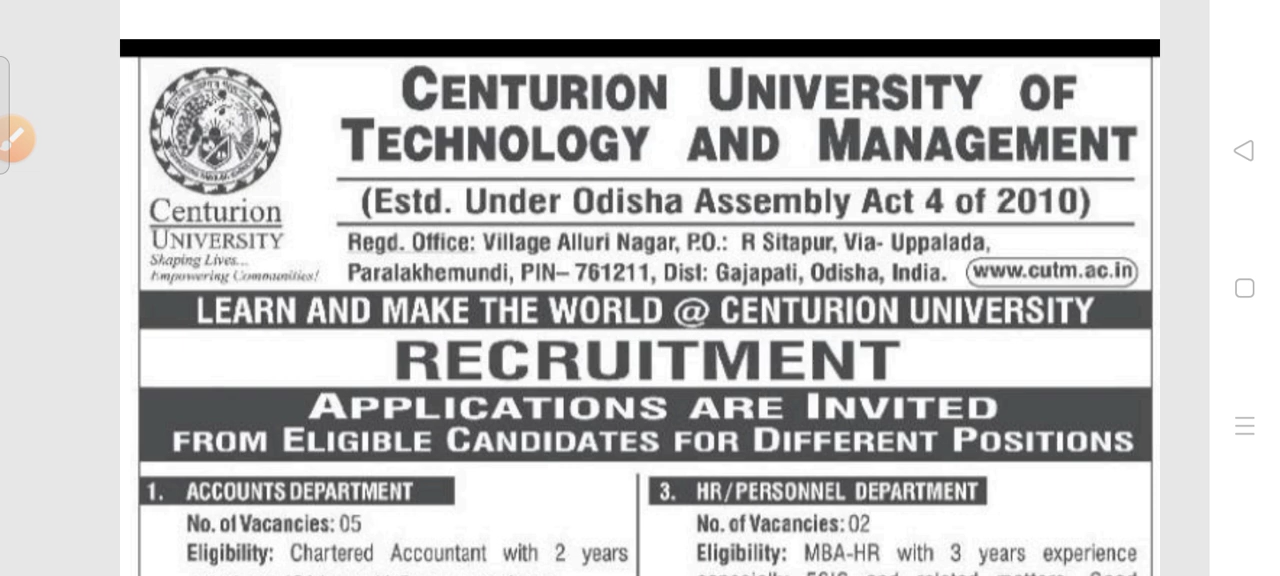 CENTURION UNIVERSITY OF
TECHNOLOGY AND MANAGEMENT
(Estd. Under Odisha Assembly Act 4 of 2010)
Centurion
UNIVERSITY
Shaping Lives...
Empowering Communities!
Regd. Office: Village Alluri Nagar, P.O.: R Sitapur, Via- Uppalada,
Paralakhemundi, PIN– 761211, Dist: Gajapati, Odisha, India. www.cutm.ac.in
LEARN AND MAKE THE WORLD @ CENTURION UNIVERSITY
RECRUITMENT
APPLICATIONS ARE INVITED
FROM ELIGIBLE CANDIDATES FOR DIFFERENT POSITIONS
1. ACCOUNTS DEPARTMENT
No. of Vacancies: 05
Eligibility: Chartered Accountant with 2 years
3. HR/PERSONNEL DEPARTMENT
No. of Vacancies: 02
Eligibility: MBA-HR with 3 years experience